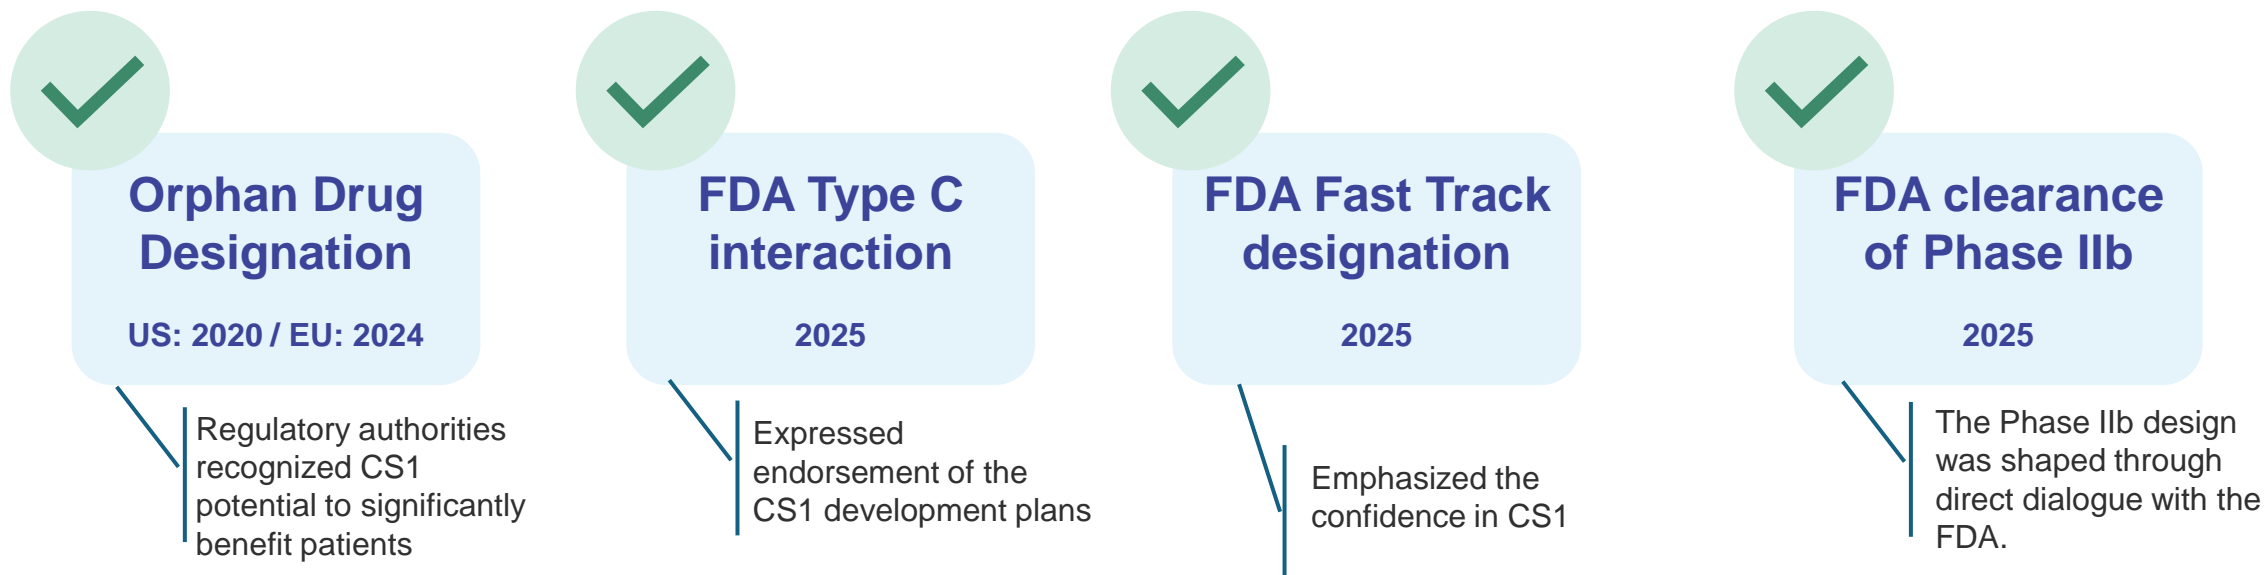 Orphan Drug
Designation
US: 2020 / EU: 2024
Regulatory authorities
recognized CS1
potential to significantly
benefit patients
FDA Type C
interaction
2025
Expressed
endorsement of the
CS1 development plans
FDA Fast Track
designation
2025
Emphasized the
confidence in CS1
FDA clearance
of Phase IIb
2025
The Phase IIb design
was shaped through
direct dialogue with the
FDA.